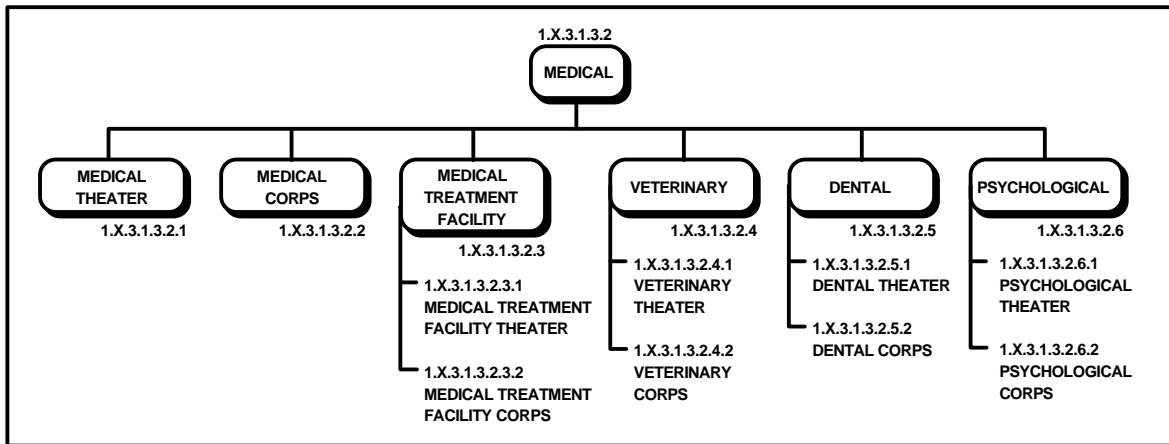 1.X.3.1.3.2
MEDICAL
MEDICAL
THEATER
1.X.3.1.3.2.1
MEDICAL
CORPS
1.X.3.1.3.2.2
MEDICAL
TREATMENT
FACILITY
1.X.3.1.3.2.3
1.X.3.1.3.2.3.1
MEDICAL TREATMENT
FACILITY THEATER
1.X.3.1.3.2.3.2
MEDICAL TREATMENT
FACILITY CORPS
VETERINARY
1.X.3.1.3.2.4
1.X.3.1.3.2.4.1
VETERINARY
THEATER
1.X.3.1.3.2.4.2
VETERINARY
CORPS
DENTAL
1.X.3.1.3.2.5
1.X.3.1.3.2.5.1
DENTAL THEATER
1.X.3.1.3.2.5.2
DENTAL CORPS
PSYCHOLOGICAL
1.X.3.1.3.2.6
1.X.3.1.3.2.6.1
PSYCHOLOGICAL
THEATER
1.X.3.1.3.2.6.2
PSYCHOLOGICAL
CORPS